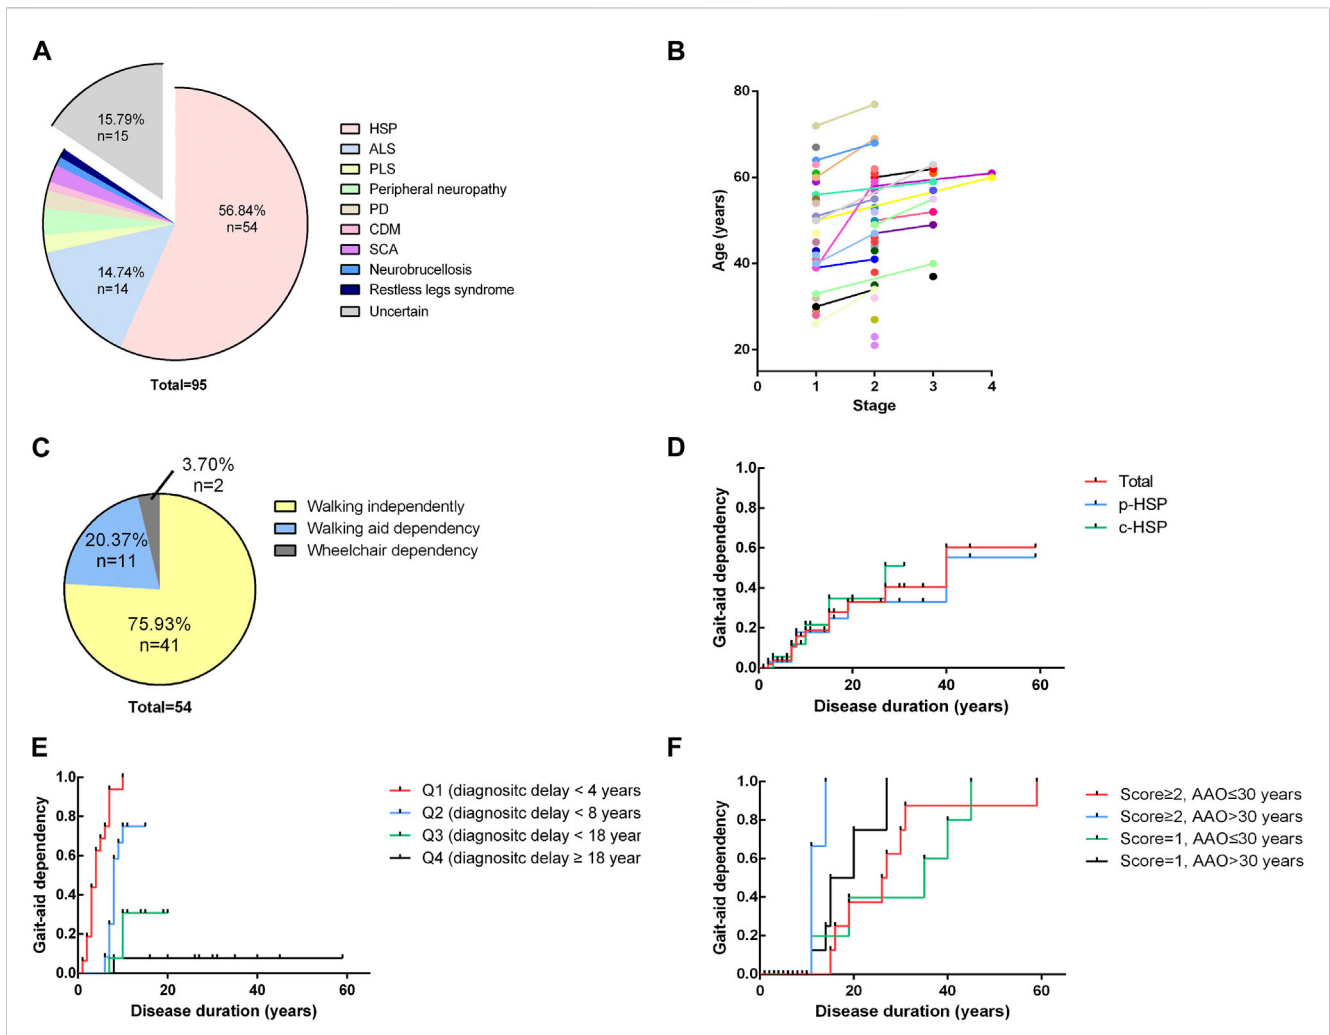 A
15.79%
n=15
56.84%
n=54
14.74%
n=14
Total=95
HSP
ALS
PLS
Peripheral neuropathy
PD
CDM
SCA
Neurobrucellosis
Restless legs syndrome
Uncertain
B
Age (years)
80
60
40
20
0
1
2
3
4
Stage
C
3.70%
n=2
20.37%
n=11
75.93%
n=41
Total=54
Walking independently
Walking aid dependency
Wheelchair dependency
D
Gait-aid dependency
1.0
0.8
0.6
0.4
0.2
0.0
0
20
40
60
Disease duration (years)
Total
p-HSP
c-HSP
E
Gait-aid dependency
1.0
0.8
0.6
0.4
0.2
0.0
0
20
40
60
Disease duration (years)
Q1 (diagnositc delay < 4 years
Q2 (diagnositc delay < 8 years
Q3 (diagnositc delay < 18 year
Q4 (diagnositc delay ≥ 18 year
F
Gait-aid dependency
1.0
0.8
0.6
0.4
0.2
0.0
0
20
40
60
Disease duration (years)
Score≥2, AAO≤30 years
Score≥2, AAO>30 years
Score=1, AAO≤30 years
Score=1, AAO>30 years